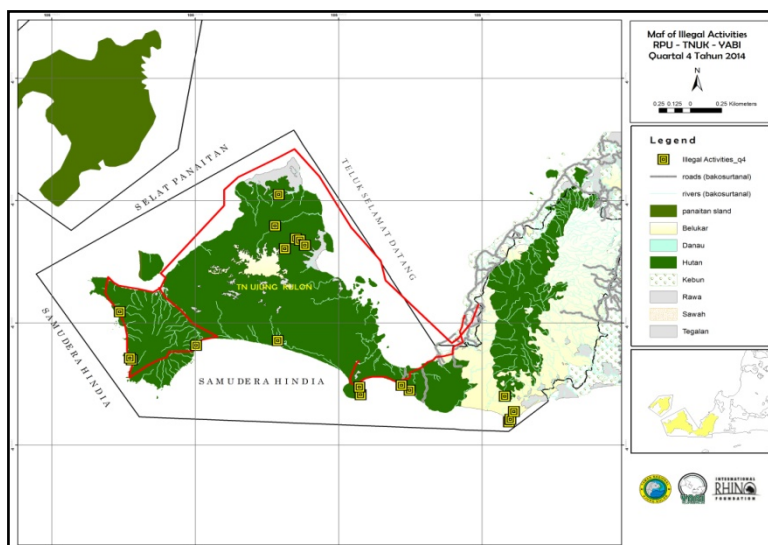 Maf of Illegal Activities
RPU - TNUK - YABI
Quartal 4 Tahun 2014
N
0.25 0.125 0 0.25 Kilometers
Legend
Illegal Activities_q4
roads (bakosurtanal)
rivers (bakosurtanal)
panaitan sland
Belukar
Danau
Hutan
Kebun
Rawa
Sawah
Tegalan
SELAT PANAITAN
TELUK SELAMAT DATANG
TN UJUNG KULON
SAMUDERA HINDIA
SAMUDERA HINDIA
INTERNATIONAL
RHINO
FOUNDATION